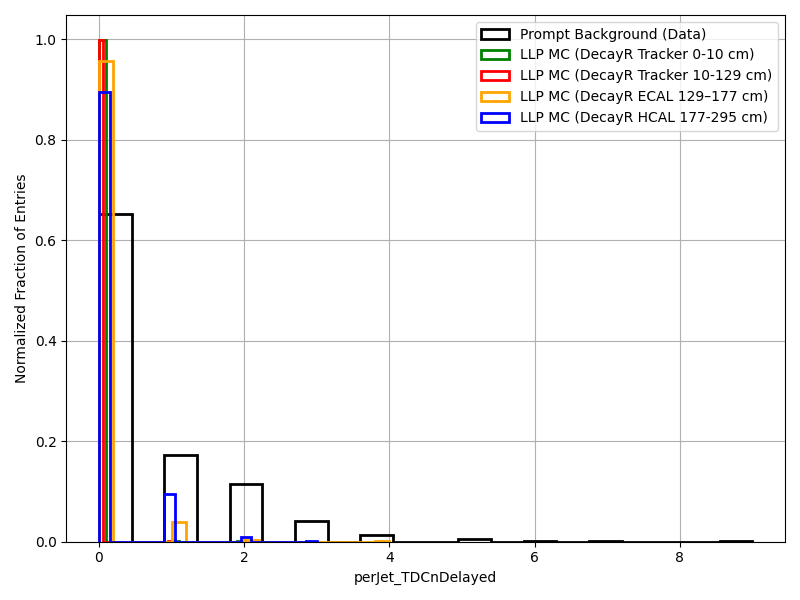 Prompt Background (Data)
LLP MC (DecayR Tracker 0-10 cm)
LLP MC (DecayR Tracker 10-129 cm)
LLP MC (DecayR ECAL 129–177 cm)
LLP MC (DecayR HCAL 177-295 cm)
Normalized Fraction of Entries
1.0
0.8
0.6
0.4
0.2
0.0
0 2 4 6 8
perJet_TDCnDelayed